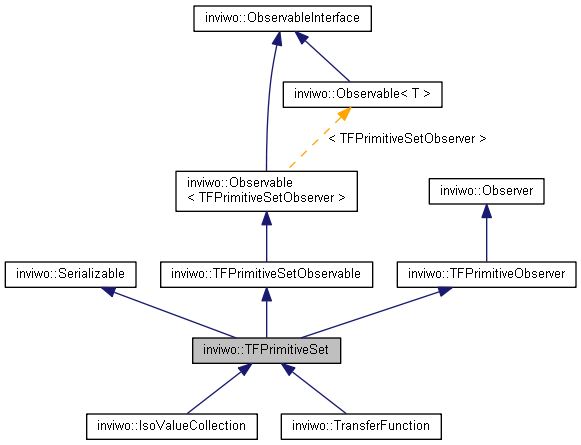 inviwo::ObservableInterface
inviwo::Observable< T >
< TFPrimitiveSetObserver >
inviwo::Observable
< TFPrimitiveSetObserver >
inviwo::Observer
inviwo::Serializable
inviwo::TFPrimitiveSetObservable
inviwo::TFPrimitiveObserver
inviwo::TFPrimitiveSet
inviwo::IsoValueCollection
inviwo::TransferFunction